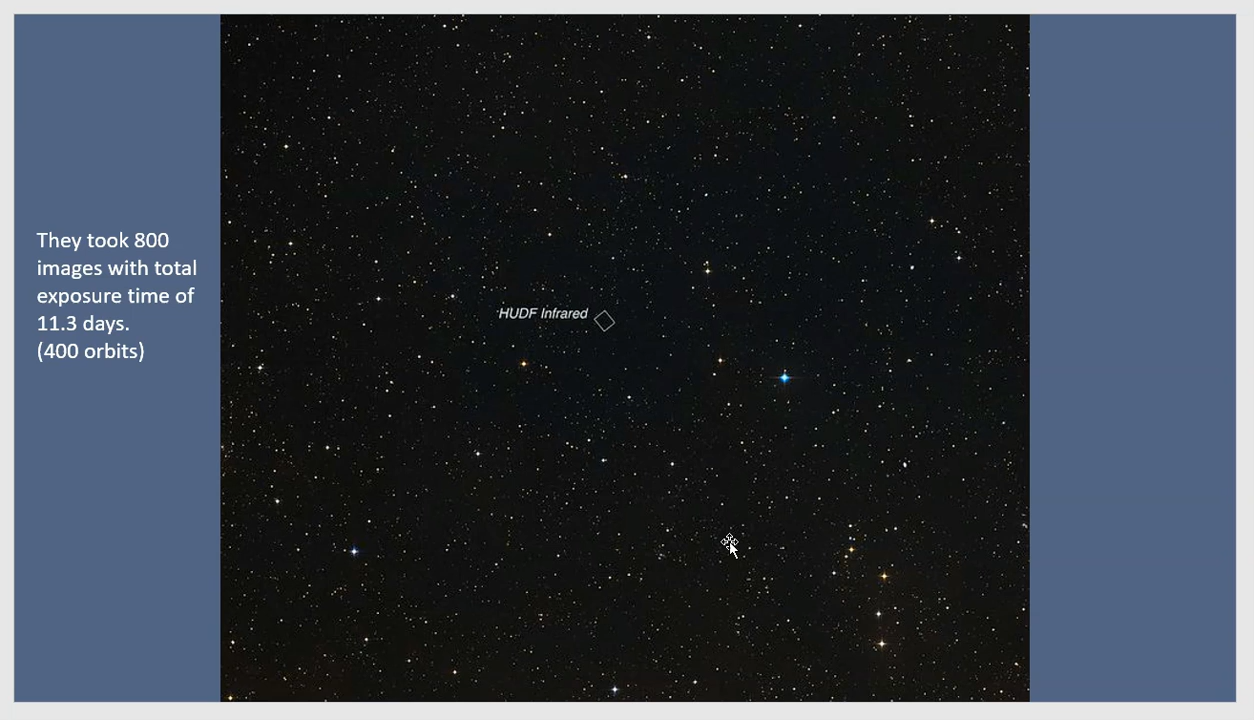 They took 800
images with total
exposure time of
11.3 days.
(400 orbits)
HUDF Infrared